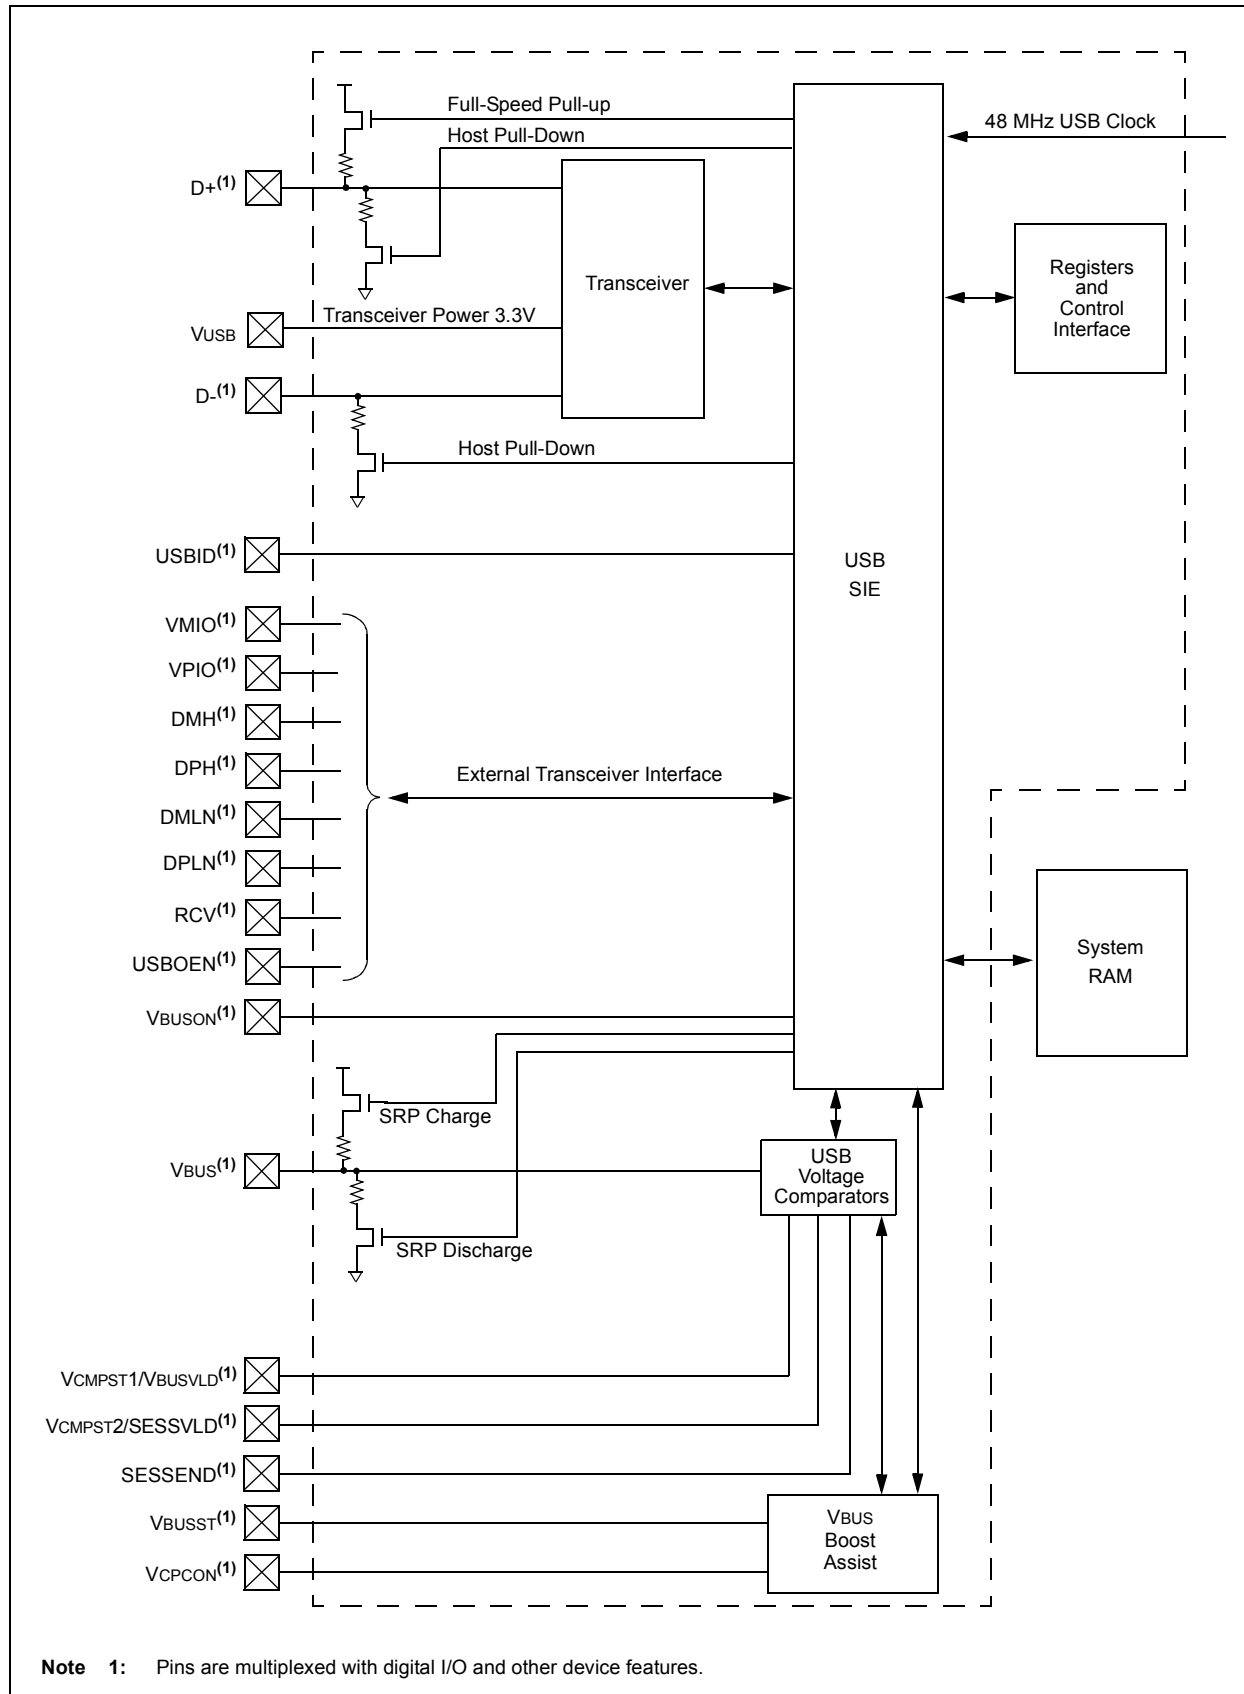 Full-Speed Pull-up
48 MHz USB Clock
Host Pull-Down
D+(1)
Registers
and
Control
Interface
Transceiver
Transceiver Power 3.3V
VUSB
D-(1)
Host Pull-Down
USBID(1)
USB
SIE
VMIO(1)
VPIO(1)
DMH(1)
DPH(1)
External Transceiver Interface
DMLN(1)
DPLN(1)
RCV(1)
System
RAM
USBOEN(1)
VBUSON(1)
SRP Charge
VBUS(1)
USB
Voltage
Comparators
SRP Discharge
VCMPST1/VBUSVLD(1)
VCMPST2/SESSVLD(1)
SESSEND(1)
VBUSST(1)
VBUS
Boost
Assist
VCPCON(1)
Note 1: Pins are multiplexed with digital I/O and other device features.